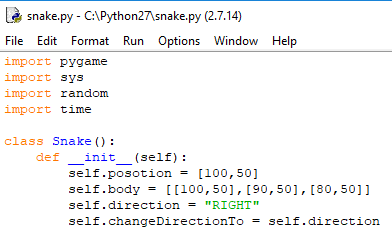 snake.py - C:\Python27\snake.py (2.7.14)
File Edit Format Run Options Window Help
import pygame
import sys
import random
import time
class Snake():
    def __init__(self):
        self.posotion = [100,50]
        self.body = [[100,50],[90,50],[80,50]]
        self.direction = "RIGHT"
        self.changeDirectionTo = self.direction